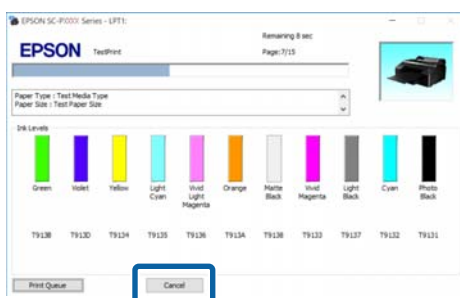 EPSON SC-PXXXX Series - LPT1:
Remaining 8 sec
EPSON TestPrint Page:7/15
Paper Type : Test Media Type
Paper Size : Test Paper Size
Ink Levels
Green Violet Yellow Light Cyan Vivid Light Magenta Orange Matte Black Vivid Magenta Light Black Cyan Photo Black
T913B T913D T9134 T9135 T9136 T913A T9138 T9133 T9137 T9132 T9131
Print Queue Cancel